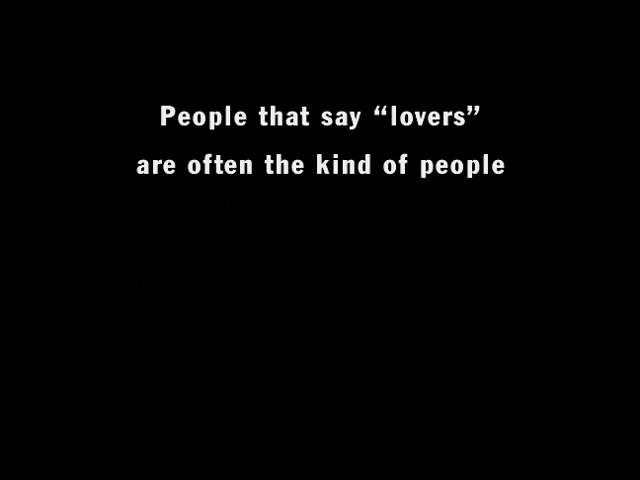 People that say “lovers”
are often the kind of people